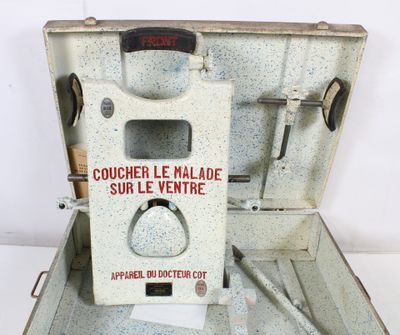 FRONT
COUCHER LE MALADE
SUR LE VENTRE
APPAREIL DU DOCTEUR COT